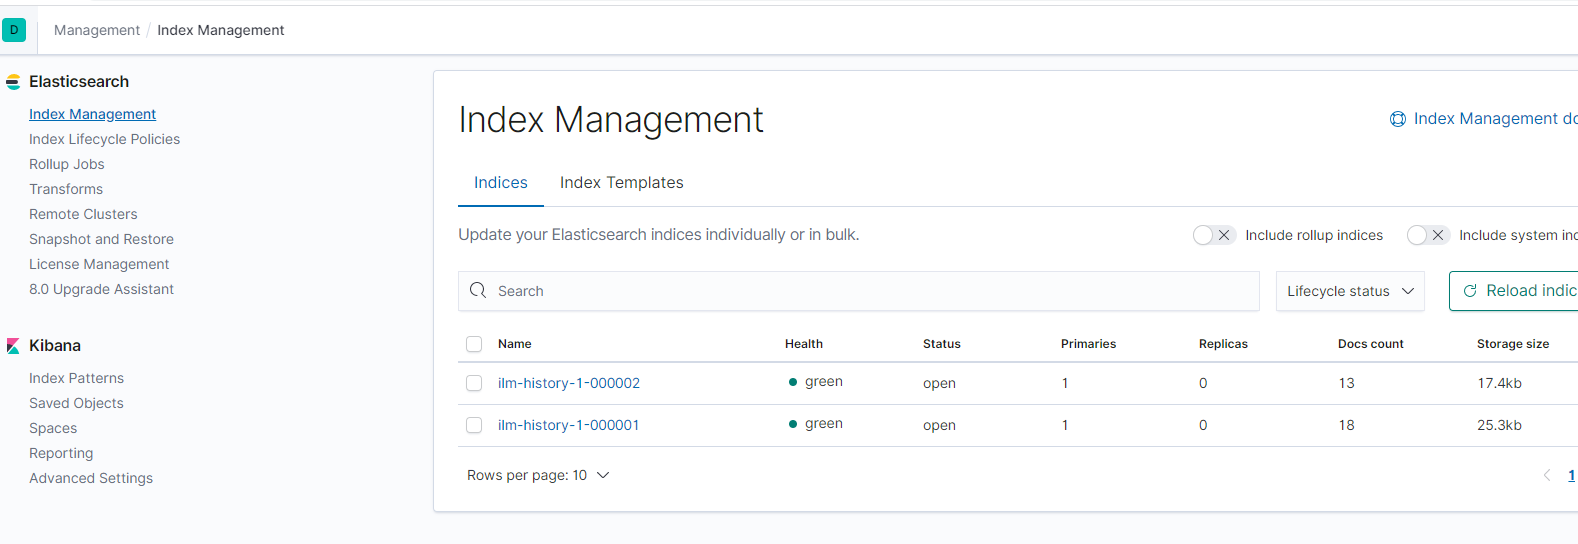 D Management / Index Management
Elasticsearch
Index Management
Index Lifecycle Policies
Rollup Jobs
Transforms
Remote Clusters
Snapshot and Restore
License Management
8.0 Upgrade Assistant
Kibana
Index Patterns
Saved Objects
Spaces
Reporting
Advanced Settings
Index Management
Index Management do
Indices Index Templates
Update your Elasticsearch indices individually or in bulk.
Include rollup indices Include system ind
Search Lifecycle status Reload indic
Name Health Status Primaries Replicas Docs count Storage size
ilm-history-1-000002 green open 1 0 13 17.4kb
ilm-history-1-000001 green open 1 0 18 25.3kb
Rows per page: 10 1